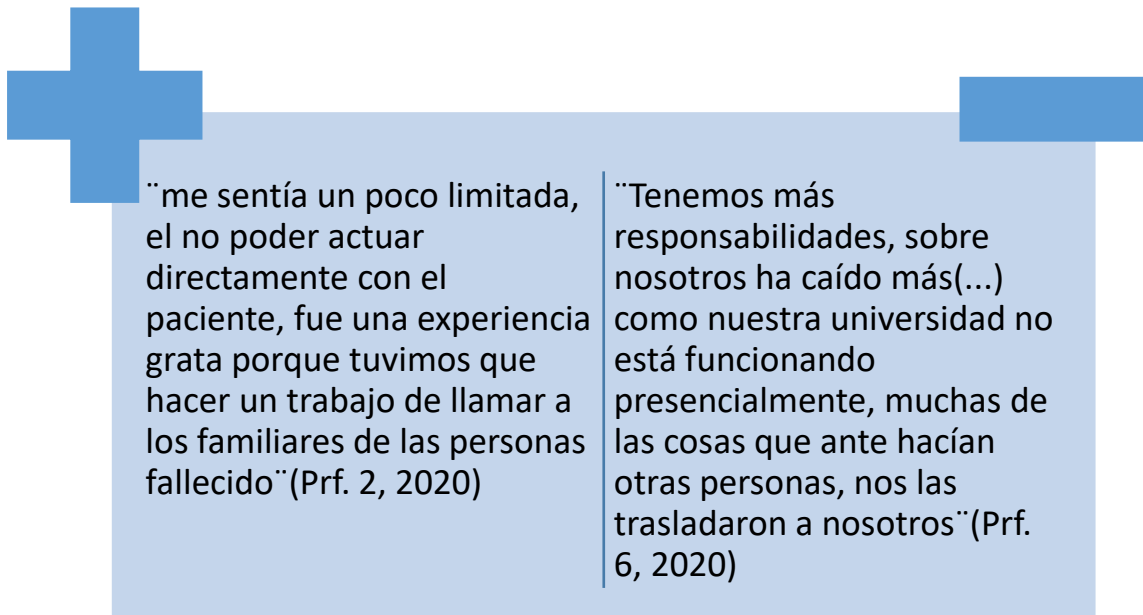 ¨me sentía un poco limitada,
el no poder actuar
directamente con el
paciente, fue una experiencia
grata porque tuvimos que
hacer un trabajo de llamar a
los familiares de las personas
fallecido¨(Prf. 2, 2020)
¨Tenemos más
responsabilidades, sobre
nosotros ha caído más(...)
como nuestra universidad no
está funcionando
presencialmente, muchas de
las cosas que ante hacían
otras personas, nos las
trasladaron a nosotros¨(Prf.
6, 2020)